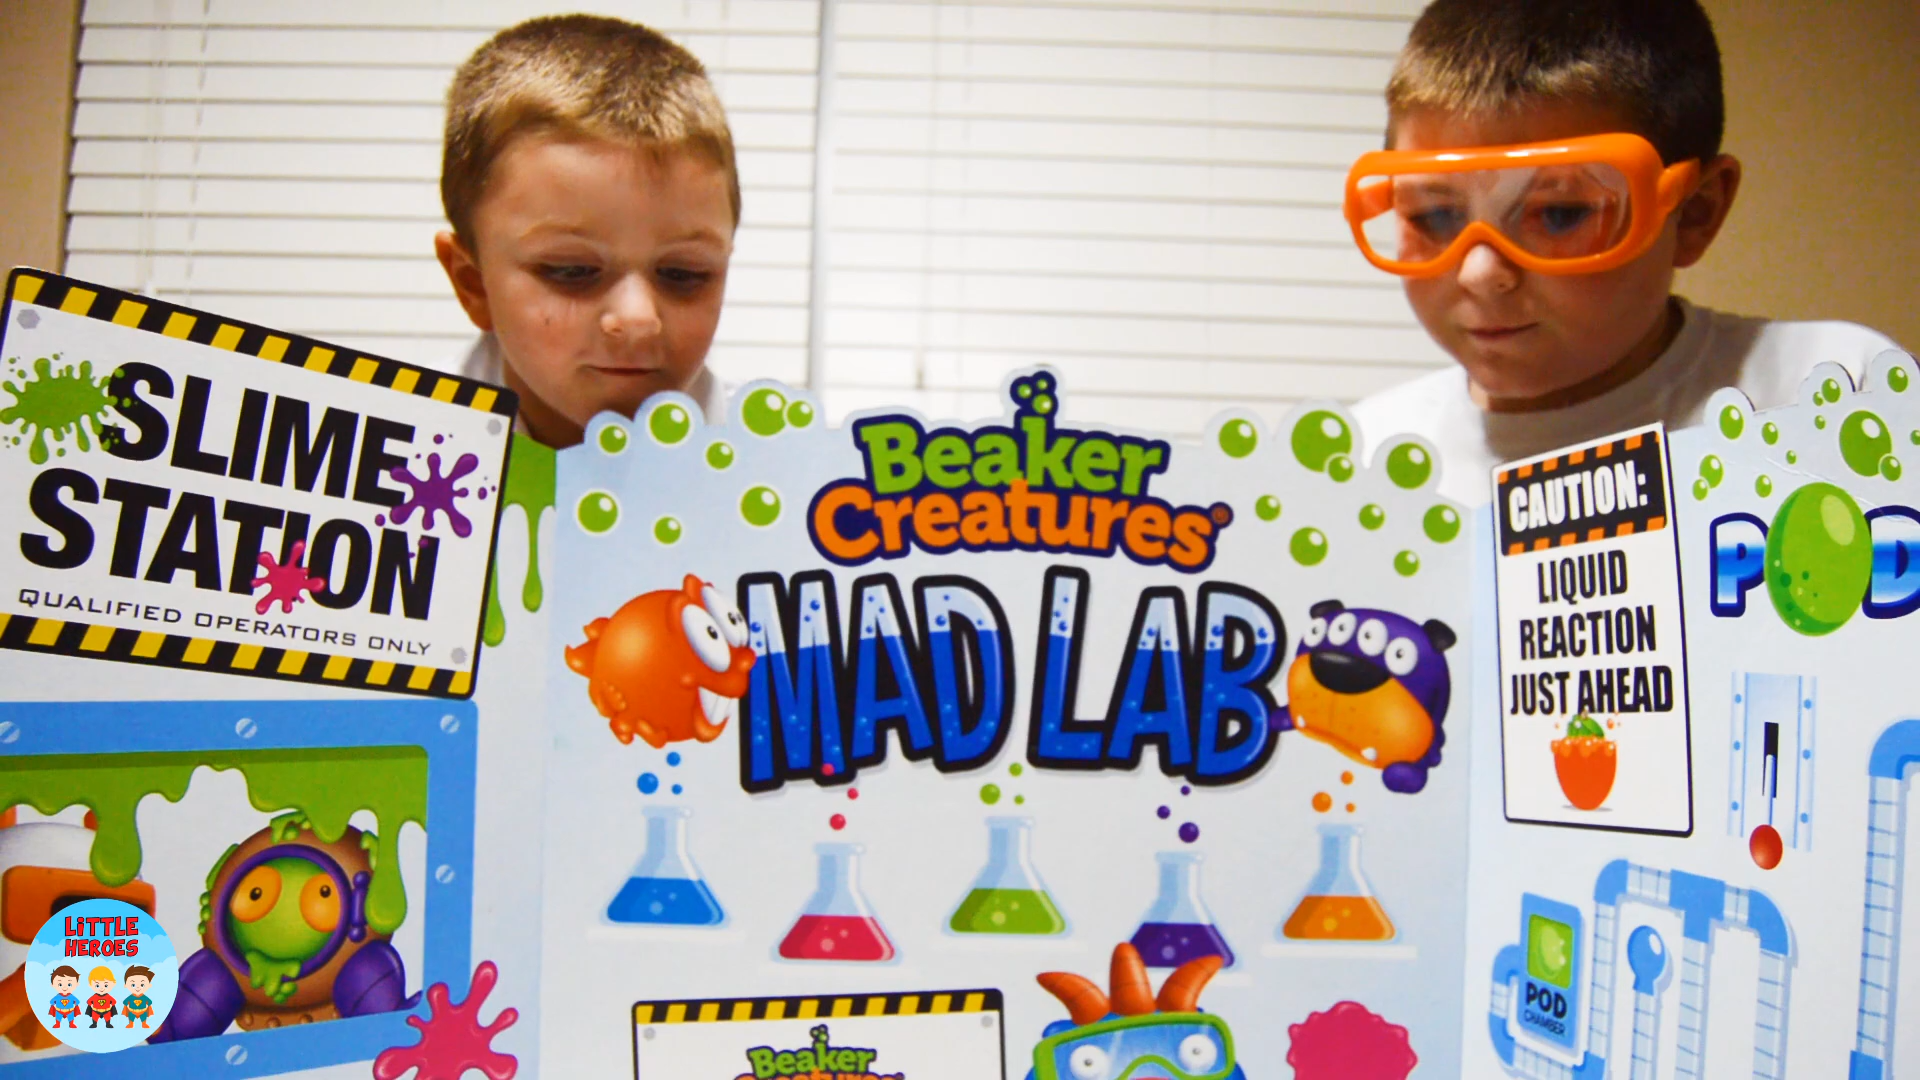 SLIME
STATION
QUALIFIED OPERATORS ONLY
Beaker
Creatures®
MAD LAB
CAUTION:
LIQUID
REACTION
JUST AHEAD
POD
POD
CHAMBER
Beaker
Creatures
LiTTLE
HEROES